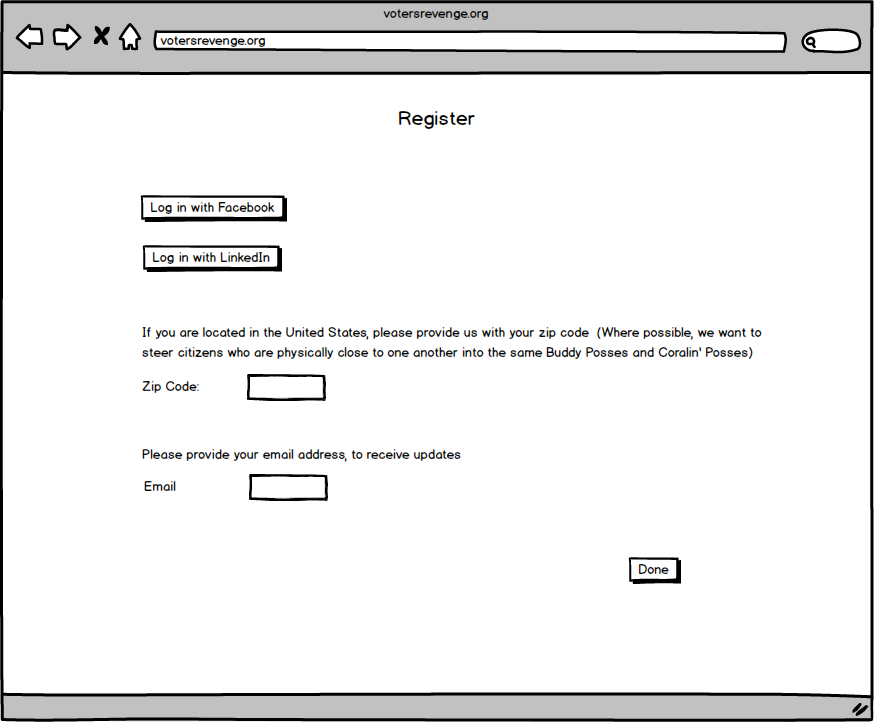 votersrevenge.org
votersrevenge.org
Register
Log in with Facebook
Log in with LinkedIn
If you are located in the United States, please provide us with your zip code (Where possible, we want to
steer citizens who are physically close to one another into the same Buddy Posses and Coralin' Posses)
Zip Code:
Please provide your email address, to receive updates
Email
Done